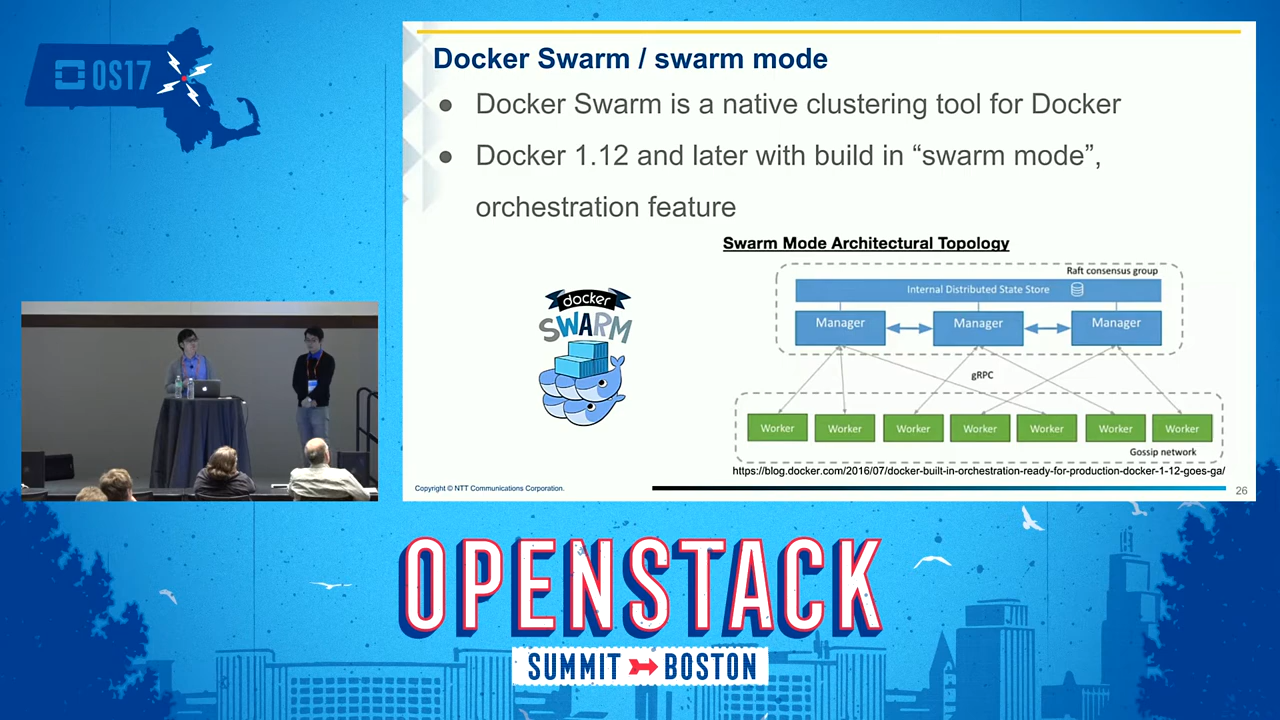 OS17
Docker Swarm / swarm mode
● Docker Swarm is a native clustering tool for Docker
● Docker 1.12 and later with build in “swarm mode”,
orchestration feature
Swarm Mode Architectural Topology
Raft consensus group
Internal Distributed State Store
Manager Manager Manager
gRPC
Worker Worker Worker Worker Worker Worker Worker
Gossip network
docker
SWARM
https://blog.docker.com/2016/07/docker-built-in-orchestration-ready-for-production-docker-1-12-goes-ga/
Copyright © NTT Communications Corporation.
26
OPENSTACK
SUMMIT BOSTON